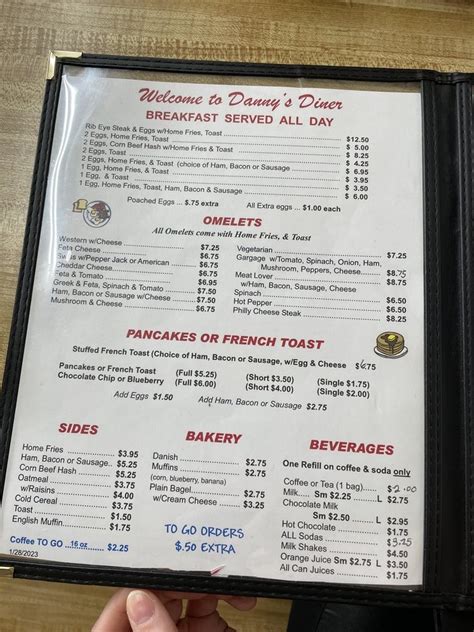 Welcome to Danny's Diner
BREAKFAST SERVED ALL DAY
Rib Eye Steak & Eggs w/Home Fries, Toast $12.50
2 Eggs, Home Fries, Toast $ 5.00
2 Eggs, Corn Beef Hash w/Home Fries & Toast $ 8.25
2 Eggs, Toast $ 4.25
2 Eggs, Home Fries, & Toast (choice of Ham, Bacon or Sausage $ 6.95
1 Egg, Home Fries, & Toast $ 3.95
1 Egg, & Toast $ 3.50
1 Egg, Home Fries, Toast, Ham, Bacon & Sausage $ 6.00
Poached Eggs ... $.75 extra All Extra eggs ... $1.00 each
OMELETS
All Omelets come with Home Fries, & Toast
Western w/Cheese $7.25
Feta Cheese $6.75
Swiss w/Pepper Jack or American $6.75
Cheddar Cheese $6.75
Feta & Tomato $6.75
Greek & Feta, Spinach & Tomato $7.50
Ham, Bacon or Sausage w/Cheese $7.50
Mushroom & Cheese $6.75
Vegetarian $7.25
Gargage w/Tomato, Spinach, Onion, Ham,
Mushroom, Peppers, Cheese $8.75
Meat Lover $8.75
w/Ham, Bacon, Sausage, Cheese
Spinach $6.50
Hot Pepper $6.50
Philly Cheese Steak $8.25
PANCAKES OR FRENCH TOAST
Stuffed French Toast (Choice of Ham, Bacon or Sausage, w/Egg & Cheese $6.75
Pancakes or Toast (Full $5.25) (Short $3.50) (Single $1.75)
Chocolate Chip or Blueberry (Full $6.00) (Short $4.00) (Single $2.00)
Add Eggs $1.50 Add Ham, Bacon or Sausage $2.75
SIDES
Home Fries $3.95
Ham, Bacon or Sausage $5.25
Corn Beef Hash $5.25
Oatmeal $3.75
w/Raisins $4.00
Cold Cereal $3.75
Toast $1.50
English Muffin $1.75
Coffee TO GO ...16 oz $2.25
1/28/2023
BAKERY
Danish $2.75
Muffins $2.75
(corn, blueberry, banana)
Plain Bagel $2.75
w/Cream Cheese $3.25
TO GO ORDERS
$.50 EXTRA
BEVERAGES
One Refill on coffee & soda only
Coffee or Tea (1 bag) $2.00
Milk Sm $2.25 L $2.75
Chocolate Milk
Sm $2.50 L $2.95
Hot Chocolate $1.75
ALL Sodas $1.75
Milk Shakes $3.25
Orange Juice Sm $2.75 L $3.50
All Can Juices $1.75